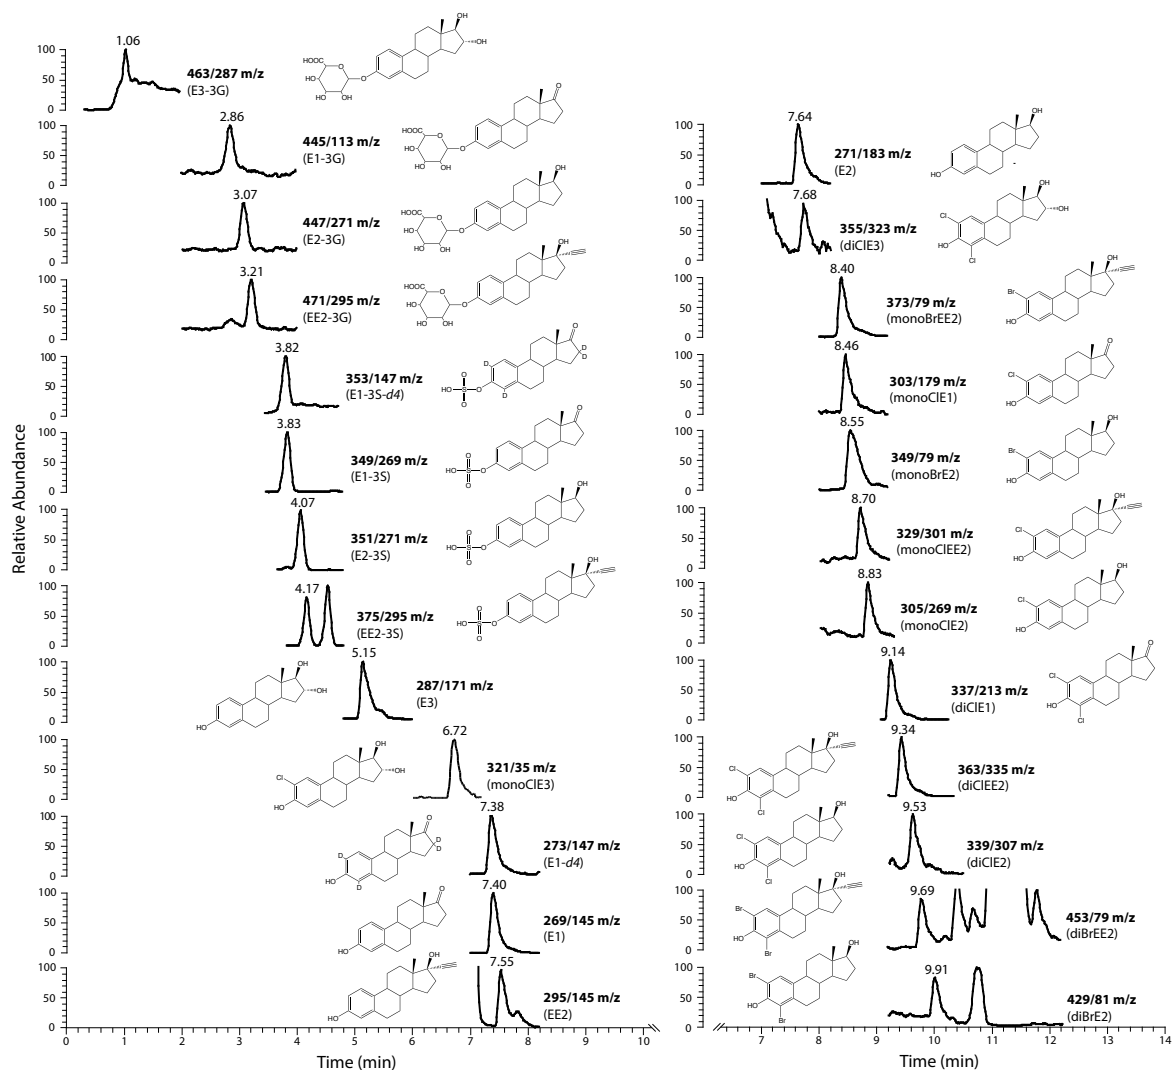 Relative Abundance
1.06
463/287 m/z
(E3-3G)
2.86
445/113 m/z
(E1-3G)
3.07
447/271 m/z
(E2-3G)
3.21
471/295 m/z
(EE2-3G)
3.82
353/147 m/z
(E1-3S-d4)
3.83
349/269 m/z
(E1-3S)
4.07
351/271 m/z
(E2-3S)
4.17
375/295 m/z
(EE2-3S)
5.15
287/171 m/z
(E3)
6.72
321/35 m/z
(monoClE3)
7.38
273/147 m/z
(E1-d4)
7.40
269/145 m/z
(E1)
7.55
295/145 m/z
(EE2)
100
50
0
0 1 2 3 4 5 6 7 8 9 10
Time (min)
7.64
271/183 m/z
(E2)
7.68
355/323 m/z
(diClE3)
8.40
373/79 m/z
(monoBrEE2)
8.46
303/179 m/z
(monoClE1)
8.55
349/79 m/z
(monoBrE2)
8.70
329/301 m/z
(monoClEE2)
8.83
305/269 m/z
(monoClE2)
9.14
337/213 m/z
(diClE1)
9.34
363/335 m/z
(diClEE2)
9.53
339/307 m/z
(diClE2)
9.69
453/79 m/z
(diBrEE2)
9.91
429/81 m/z
(diBrE2)
100
50
0
7 8 9 10 11 12 13 14
Time (min)